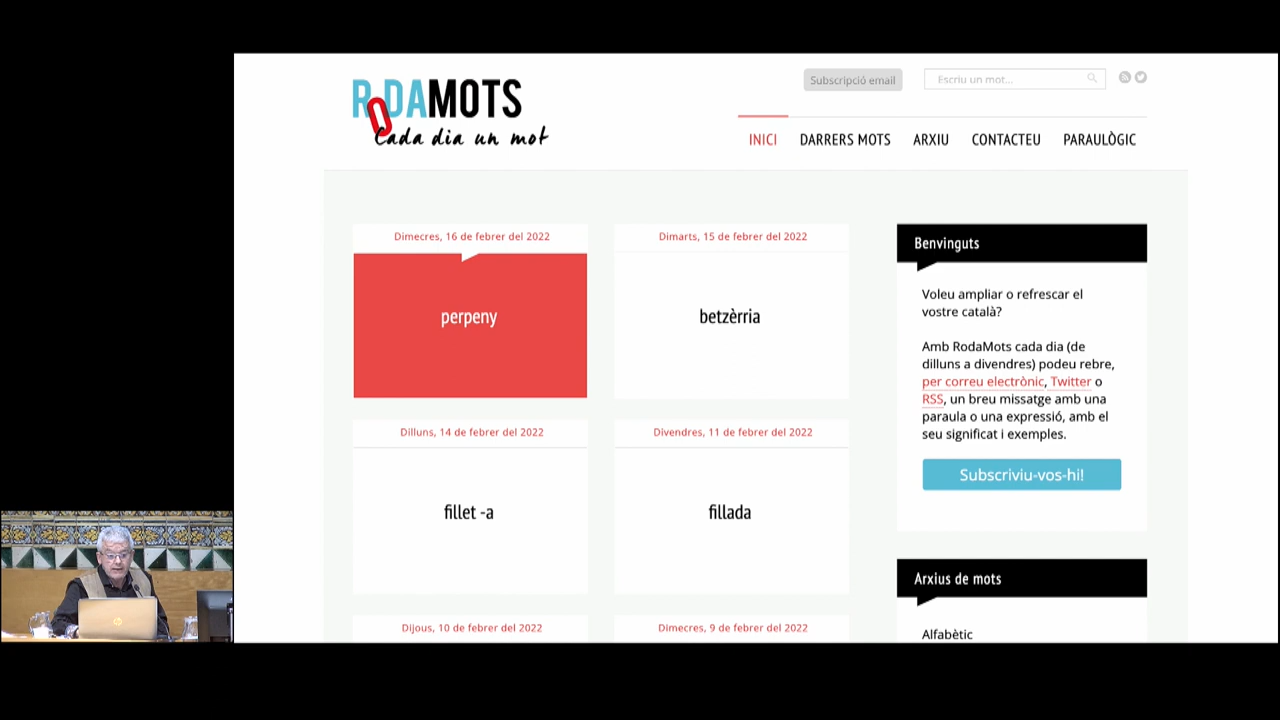 RODAMOTS
Cada dia un mot
Subscripció email
Escriu un mot...
INICI
DARRERS MOTS
ARXIU
CONTACTEU
PARAULÒGIC
Dimecres, 16 de febrer del 2022
perpeny
Dimarts, 15 de febrer del 2022
betzèrria
Dilluns, 14 de febrer del 2022
fillet -a
Divendres, 11 de febrer del 2022
fillada
Dijous, 10 de febrer del 2022
Dimecres, 9 de febrer del 2022
Benvinguts
Voleu ampliar o refrescar el
vostre català?
Amb RodaMots cada dia (de
dilluns a divendres) podeu rebre,
per correu electrònic, Twitter o
RSS, un breu missatge amb una
paraula o una expressió, amb el
seu significat i exemples.
Subscriviu-vos-hi!
Arxius de mots
Alfabètic